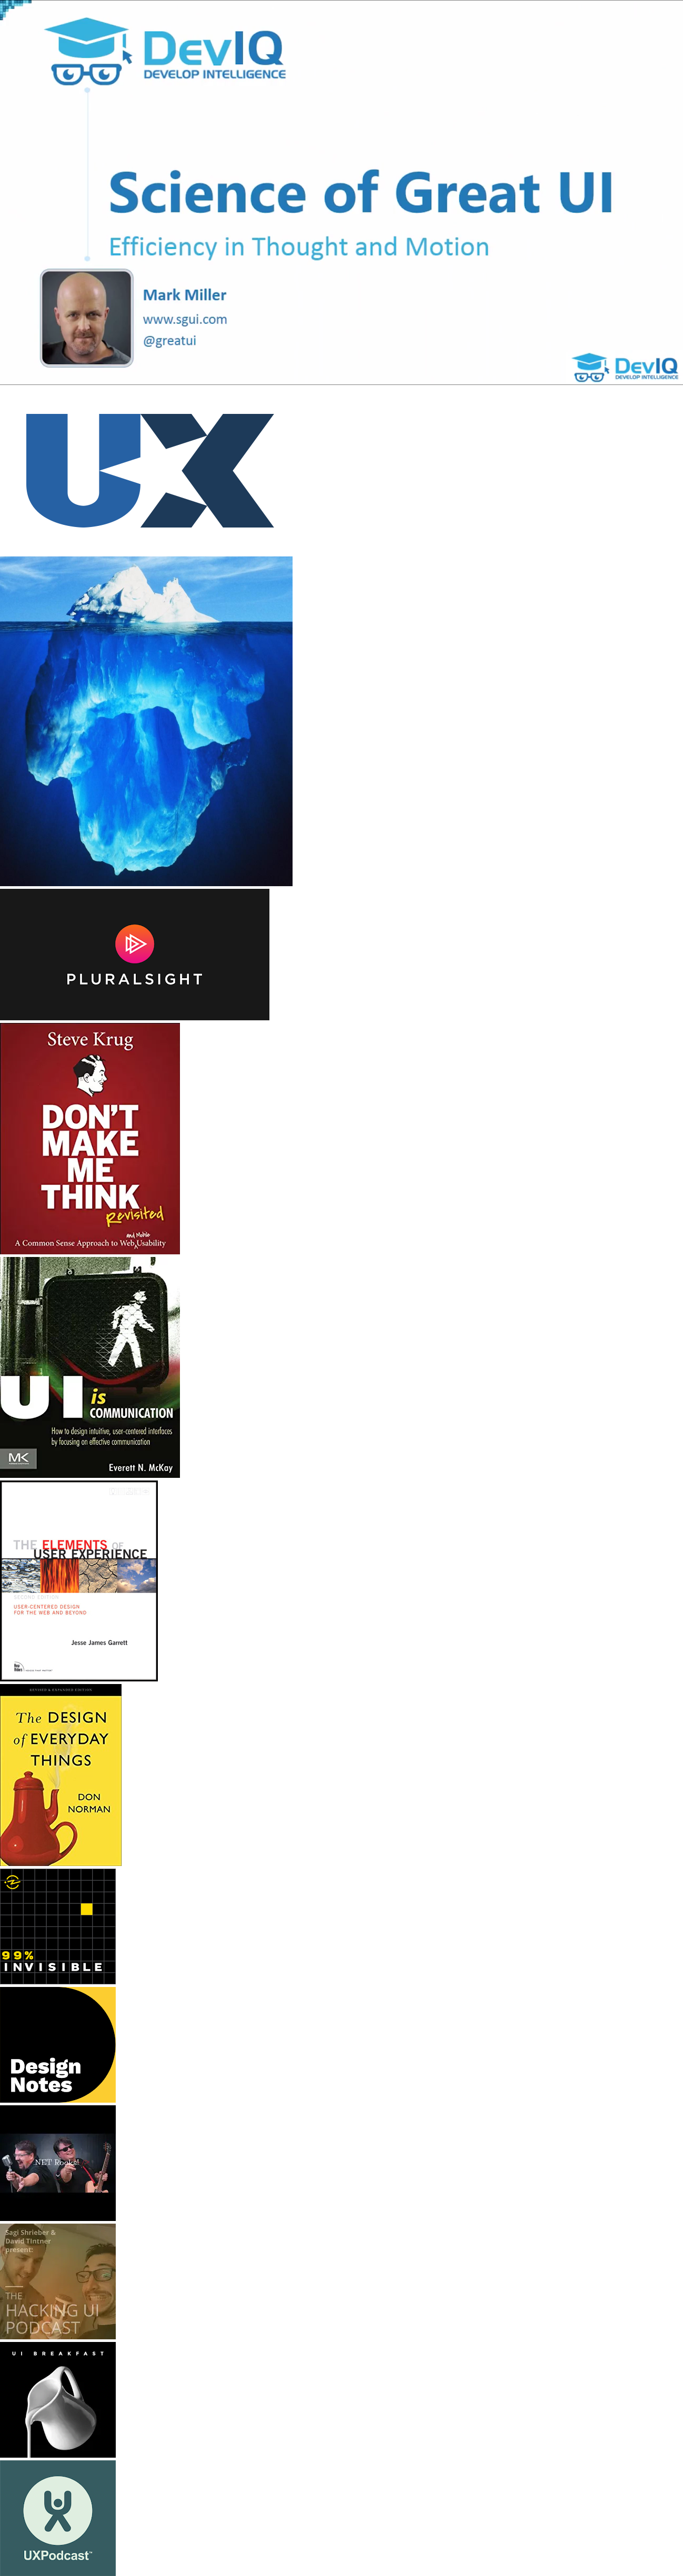 DevIQ
DEVELOP INTELLIGENCE
Science of Great UI
Efficiency in Thought and Motion
Mark Miller
www.sgui.com
@greatui
DevIQ
DEVELOP INTELLIGENCE
UX
PLURALSIGHT
Steve Krug
DON'T
MAKE
ME
THINK
Revisited
and Mobile
A Common Sense Approach to Web Usability
UI is
COMMUNICATION
How to design intuitive, user-centered interfaces
by focusing on effective communication
MK
Everett N. McKay
THE ELEMENTS OF
USER EXPERIENCE
SECOND EDITION
USER-CENTERED DESIGN
FOR THE WEB AND BEYOND
Jesse James Garrett
REVISED & EXPANDED EDITION
The DESIGN
of EVERYDAY
THINGS
DON
NORMAN
99%
INVISIBLE
Design
Notes
.NET Rocks!
Sagi Shrieber &
David Tintner
present:
THE
HACKING UI
PODCAST
UI BREAKFAST
UXPodcast